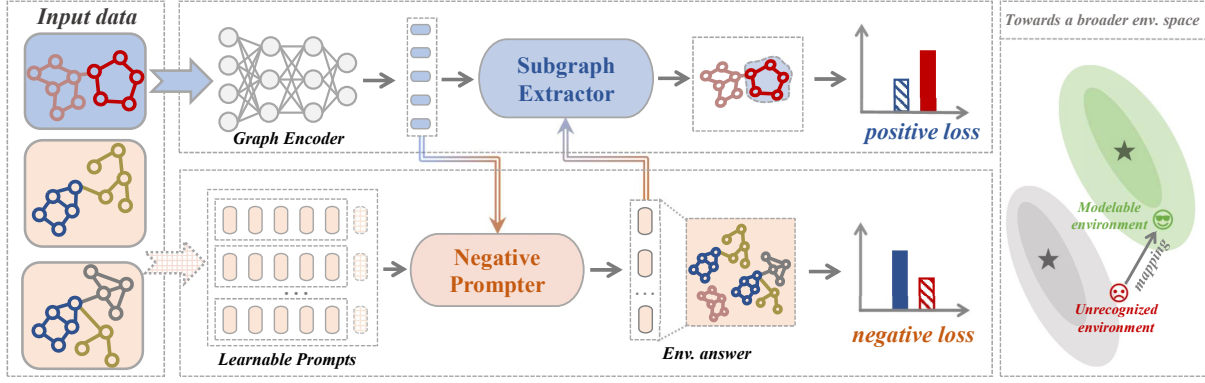 Input data
Graph Encoder
Subgraph
Extractor
positive loss
Learnable Prompts
...
Negative
Prompter
...
Env. answer
negative loss
Towards a broader env. space
Modelable
environment
mapping
Unrecognized
environment